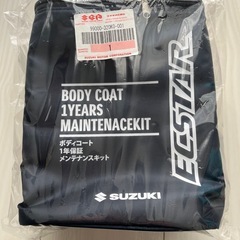 BODY COAT
1YEARS
MAINTENACEKIT
ボディコート
1年保証
メンテナンスキット
SUZUKI
ECSTAR